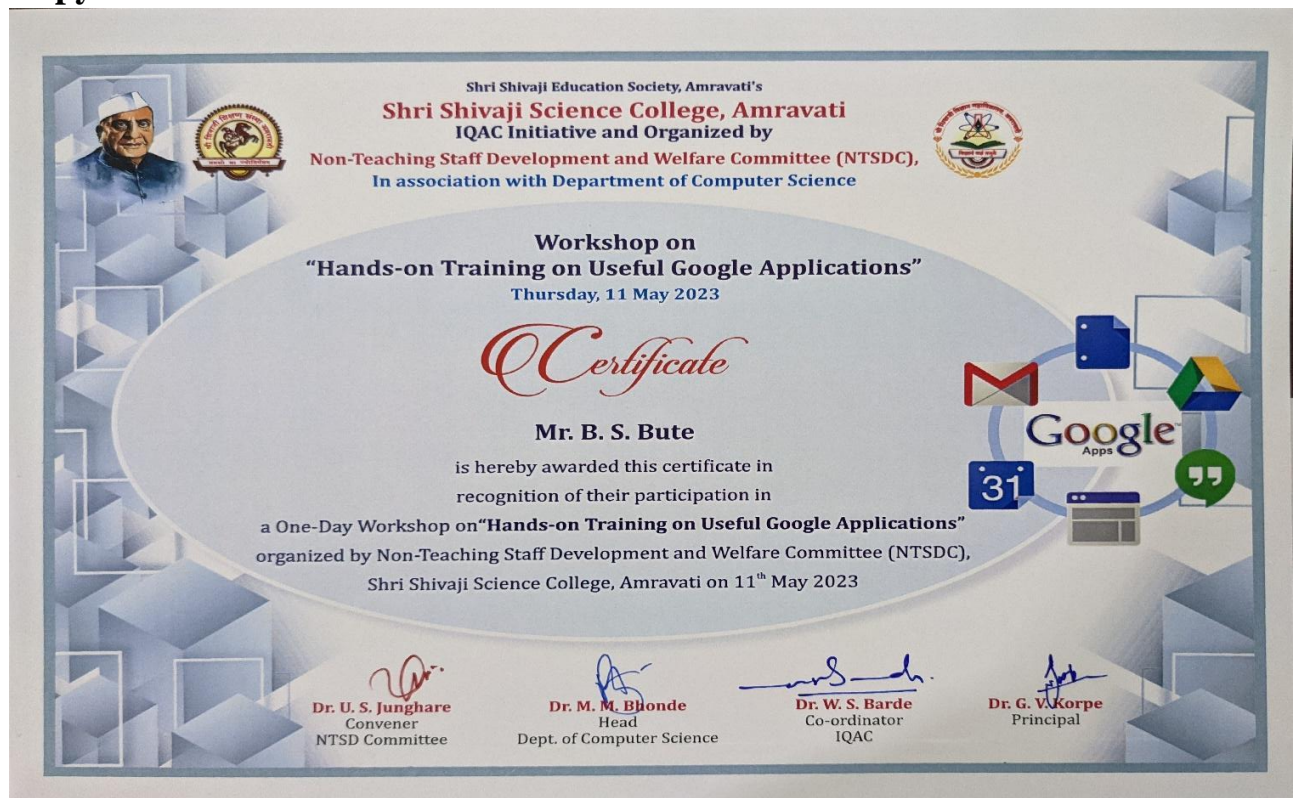 Shri Shivaji Education Society, Amravati's
Shri Shivaji Science College, Amravati
IQAC Initiative and Organized by
Non-Teaching Staff Development and Welfare Committee (NTSDC),
In association with Department of Computer Science
Workshop on
“Hands-on Training on Useful Google Applications”
Thursday, 11 May 2023
Certificate
Mr. B. S. Bute
is hereby awarded this certificate in
recognition of their participation in
a One-Day Workshop on“Hands-on Training on Useful Google Applications”
organized by Non-Teaching Staff Development and Welfare Committee (NTSDC),
Shri Shivaji Science College, Amravati on 11th May 2023
Google
Apps
31
Dr. U. S. Junghare
Convener
NTSD Committee
Dr. M. M. Bhonde
Head
Dept. of Computer Science
Dr. W. S. Barde
Co-ordinator
IQAC
Dr. G. V. Korpe
Principal